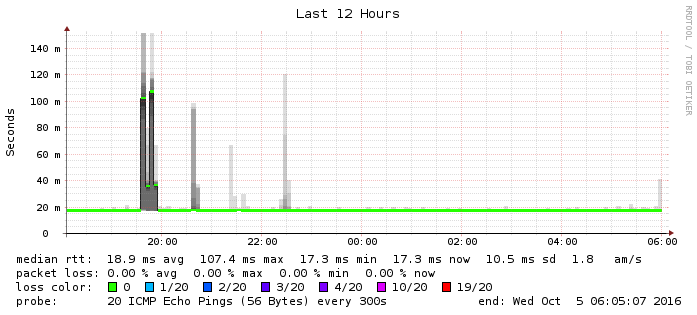 Last 12 Hours
RRDTOOL / TOBI OETIKER
Seconds
140 m
120 m
100 m
80 m
60 m
40 m
20 m
0
20:00 22:00 00:00 02:00 04:00 06:00
median rtt: 18.9 ms avg 107.4 ms max 17.3 ms min 17.3 ms now 10.5 ms sd 1.8 am/s
packet loss: 0.00 % avg 0.00 % max 0.00 % min 0.00 % now
loss color: 0 1/20 2/20 3/20 4/20 10/20 19/20
probe: 20 ICMP Echo Pings (56 Bytes) every 300s end: Wed Oct 5 06:05:07 2016